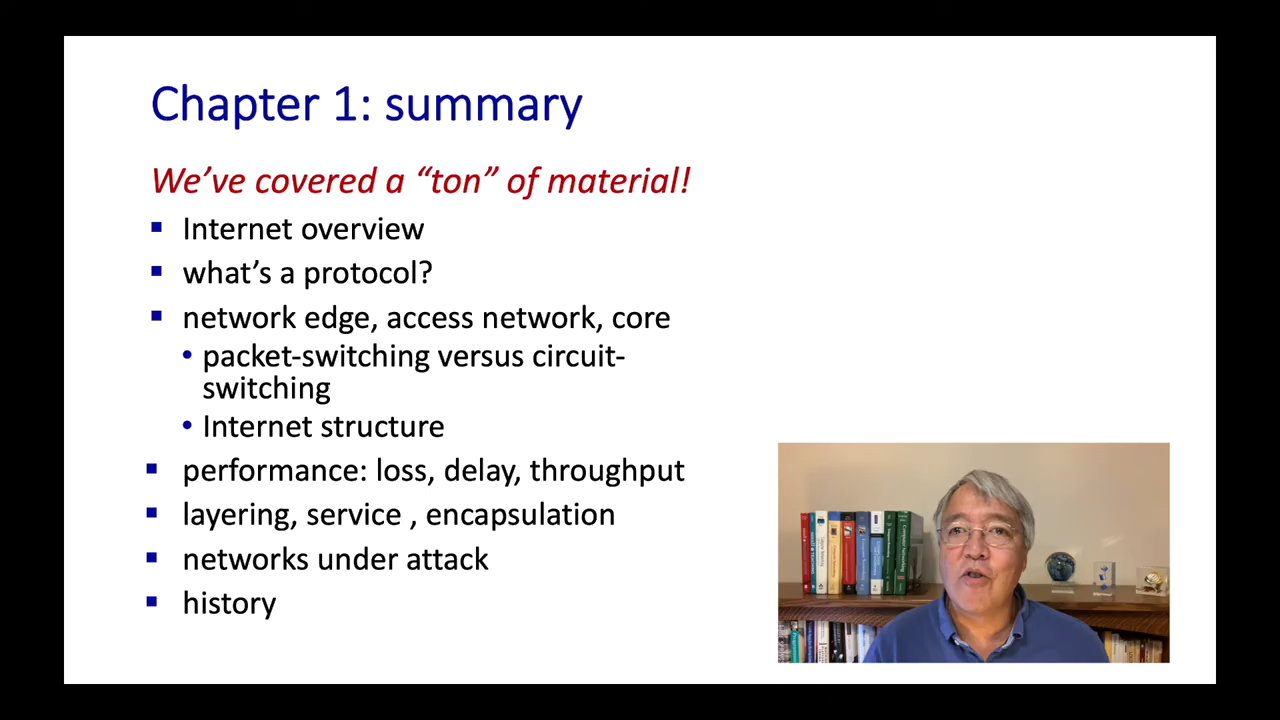 Chapter 1: summary
We’ve covered a “ton” of material!
▪ Internet overview
▪ what’s a protocol?
▪ network edge, access network, core
• packet-switching versus circuit-
switching
• Internet structure
▪ performance: loss, delay, throughput
▪ layering, service , encapsulation
▪ networks under attack
▪ history